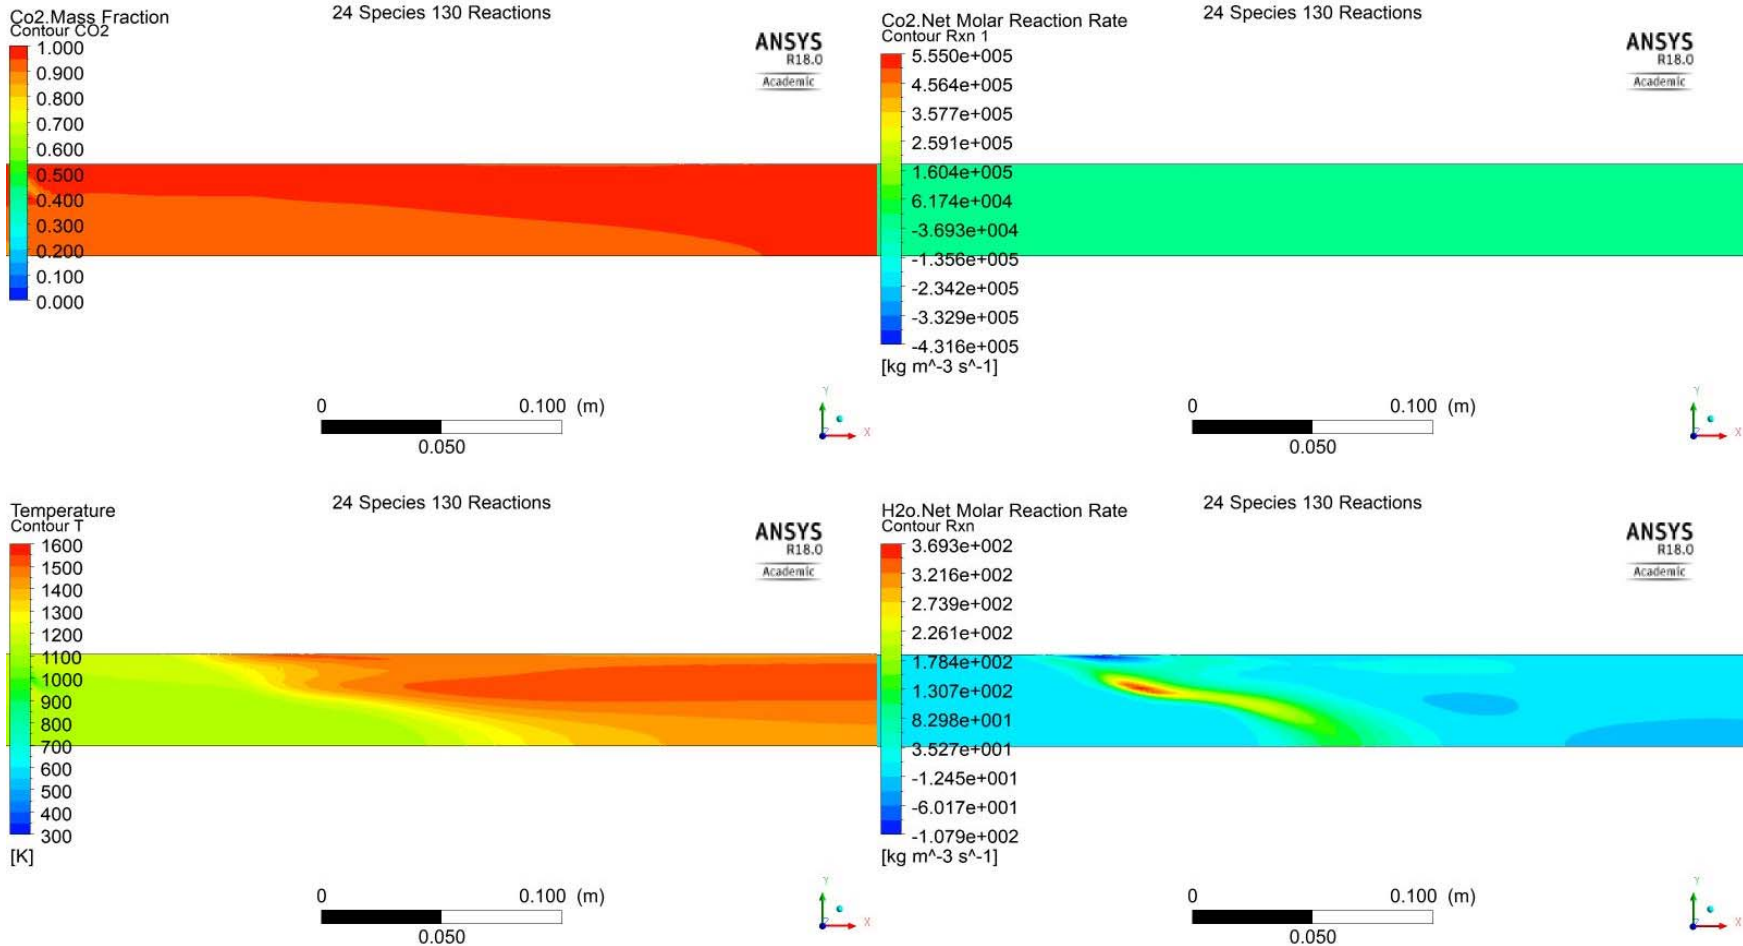 Co2.Mass Fraction
Contour CO2
24 Species 130 Reactions
ANSYS
R18.0
Academic
1.000
0.900
0.800
0.700
0.600
0.500
0.400
0.300
0.200
0.100
0.000
0
0.100 (m)
0.050
Y
X
Co2.Net Molar Reaction Rate
Contour Rxn 1
24 Species 130 Reactions
ANSYS
R18.0
Academic
5.550e+005
4.564e+005
3.577e+005
2.591e+005
1.604e+005
6.174e+004
-3.693e+004
-1.356e+005
-2.342e+005
-3.329e+005
-4.316e+005
[kg m^-3 s^-1]
0
0.100 (m)
0.050
Y
X
Temperature
Contour T
24 Species 130 Reactions
ANSYS
R18.0
Academic
1600
1500
1400
1300
1200
1100
1000
900
800
700
600
500
400
300
[K]
0
0.100 (m)
0.050
Y
X
H2o.Net Molar Reaction Rate
Contour Rxn
24 Species 130 Reactions
ANSYS
R18.0
Academic
3.693e+002
3.216e+002
2.739e+002
2.261e+002
1.784e+002
1.307e+002
8.298e+001
3.527e+001
-1.245e+001
-6.017e+001
-1.079e+002
[kg m^-3 s^-1]
0
0.100 (m)
0.050
Y
X